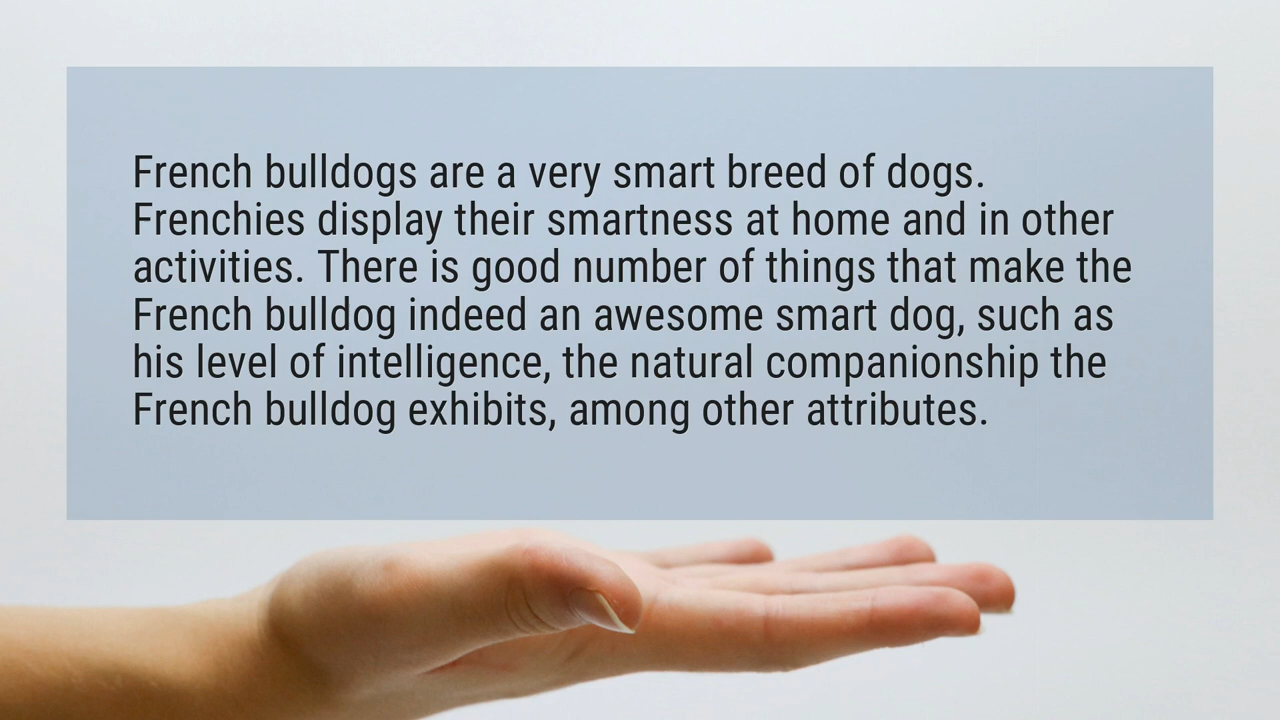 French bulldogs are a very smart breed of dogs.
Frenchies display their smartness at home and in other
activities. There is good number of things that make the
French bulldog indeed an awesome smart dog, such as
his level of intelligence, the natural companionship the
French bulldog exhibits, among other attributes.